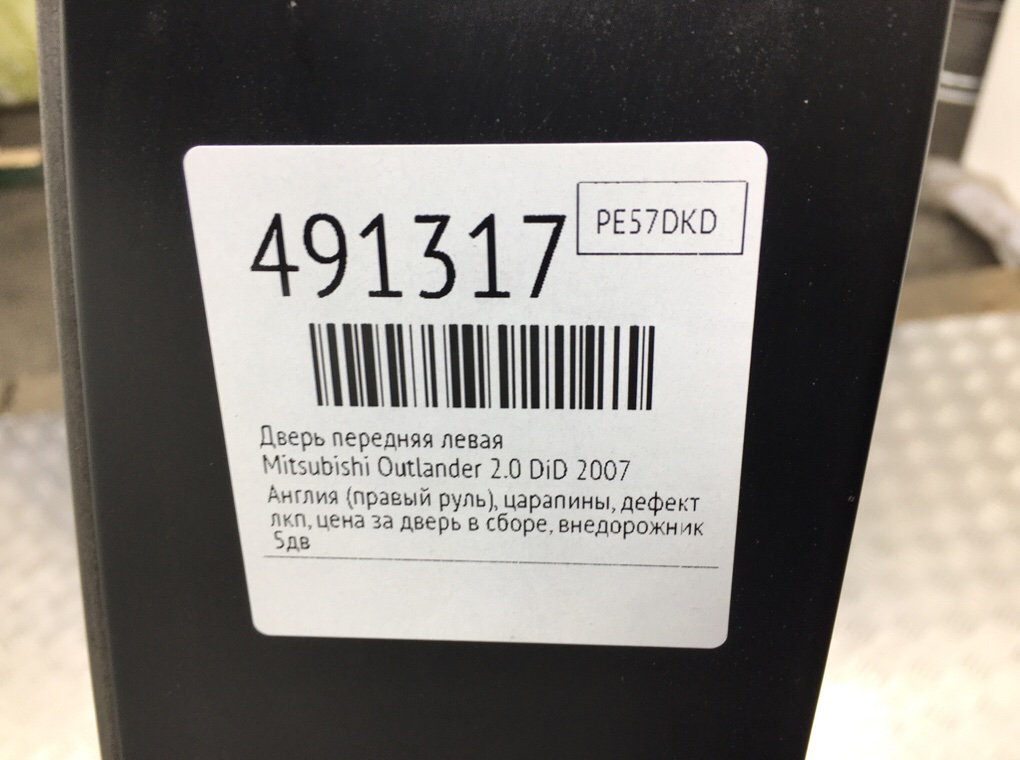 491317
PE57DKD
Дверь передняя левая
Mitsubishi Outlander 2.0 DiD 2007
Англия (правый руль), царапины, дефект
лкп, цена за дверь в сборе, внедорожник
5дв